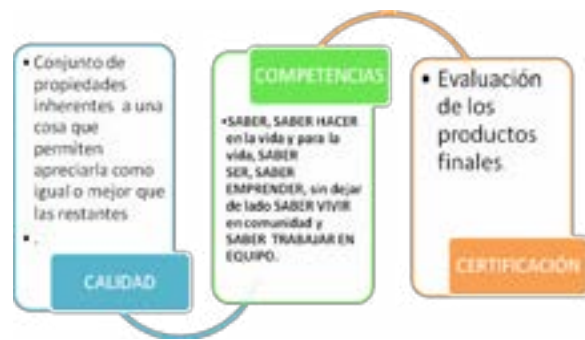 • Conjunto de
propiedades
inherentes a una
cosa que
permiten
apreciarla como
igual o mejor que
las restantes
• .
CALIDAD
COMPETENCIAS
•SABER, SABER HACER
en la vida y para la
vida, SABER
SER, SABER
EMPRENDER, sin dejar
de lado SABER VIVIR
en comunidad y
SABER TRABAJAR EN
EQUIPO.
• Evaluación
de los
productos
finales
CERTIFICACIÓN